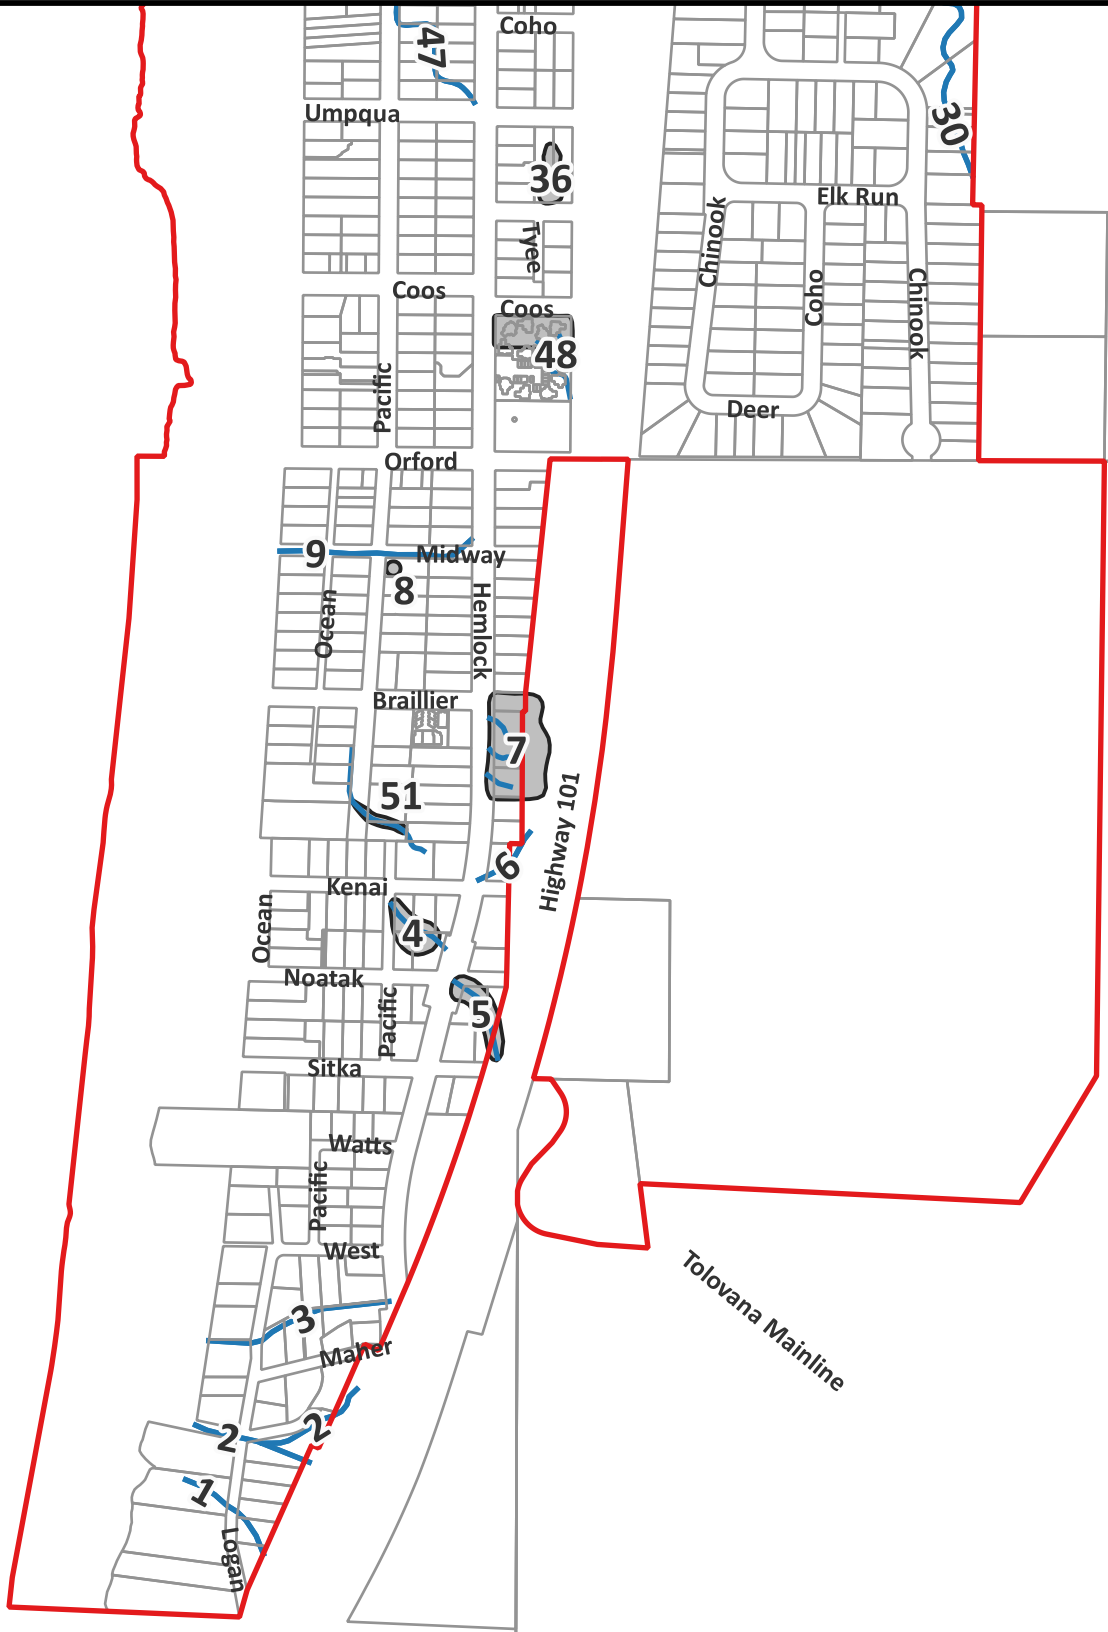 Coho
47
Umpqua
30
36
Elk Run
Chinook
Tyee
Coos
Coho
Chinook
Coos
48
Pacific
Deer
Orford
9
Midway
8
Ocean
Hemlock
Braillier
7
51
Highway 101
6
Kenai
Ocean
4
Noatak
5
Pacific
Sitka
Watts
Pacific
West
Tolovana Mainline
3
Maher
2
2
1
Logan